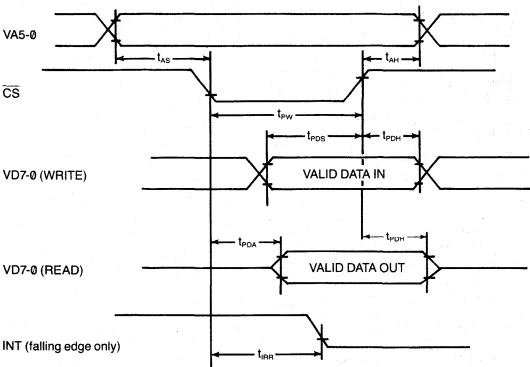 VA5-0
tAS
tAH
CS
tPW
tPDS
tPDH
VD7-0 (WRITE)
VALID DATA IN
tPDH
tPDA
VD7-0 (READ)
VALID DATA OUT
INT (falling edge only)
tIRR